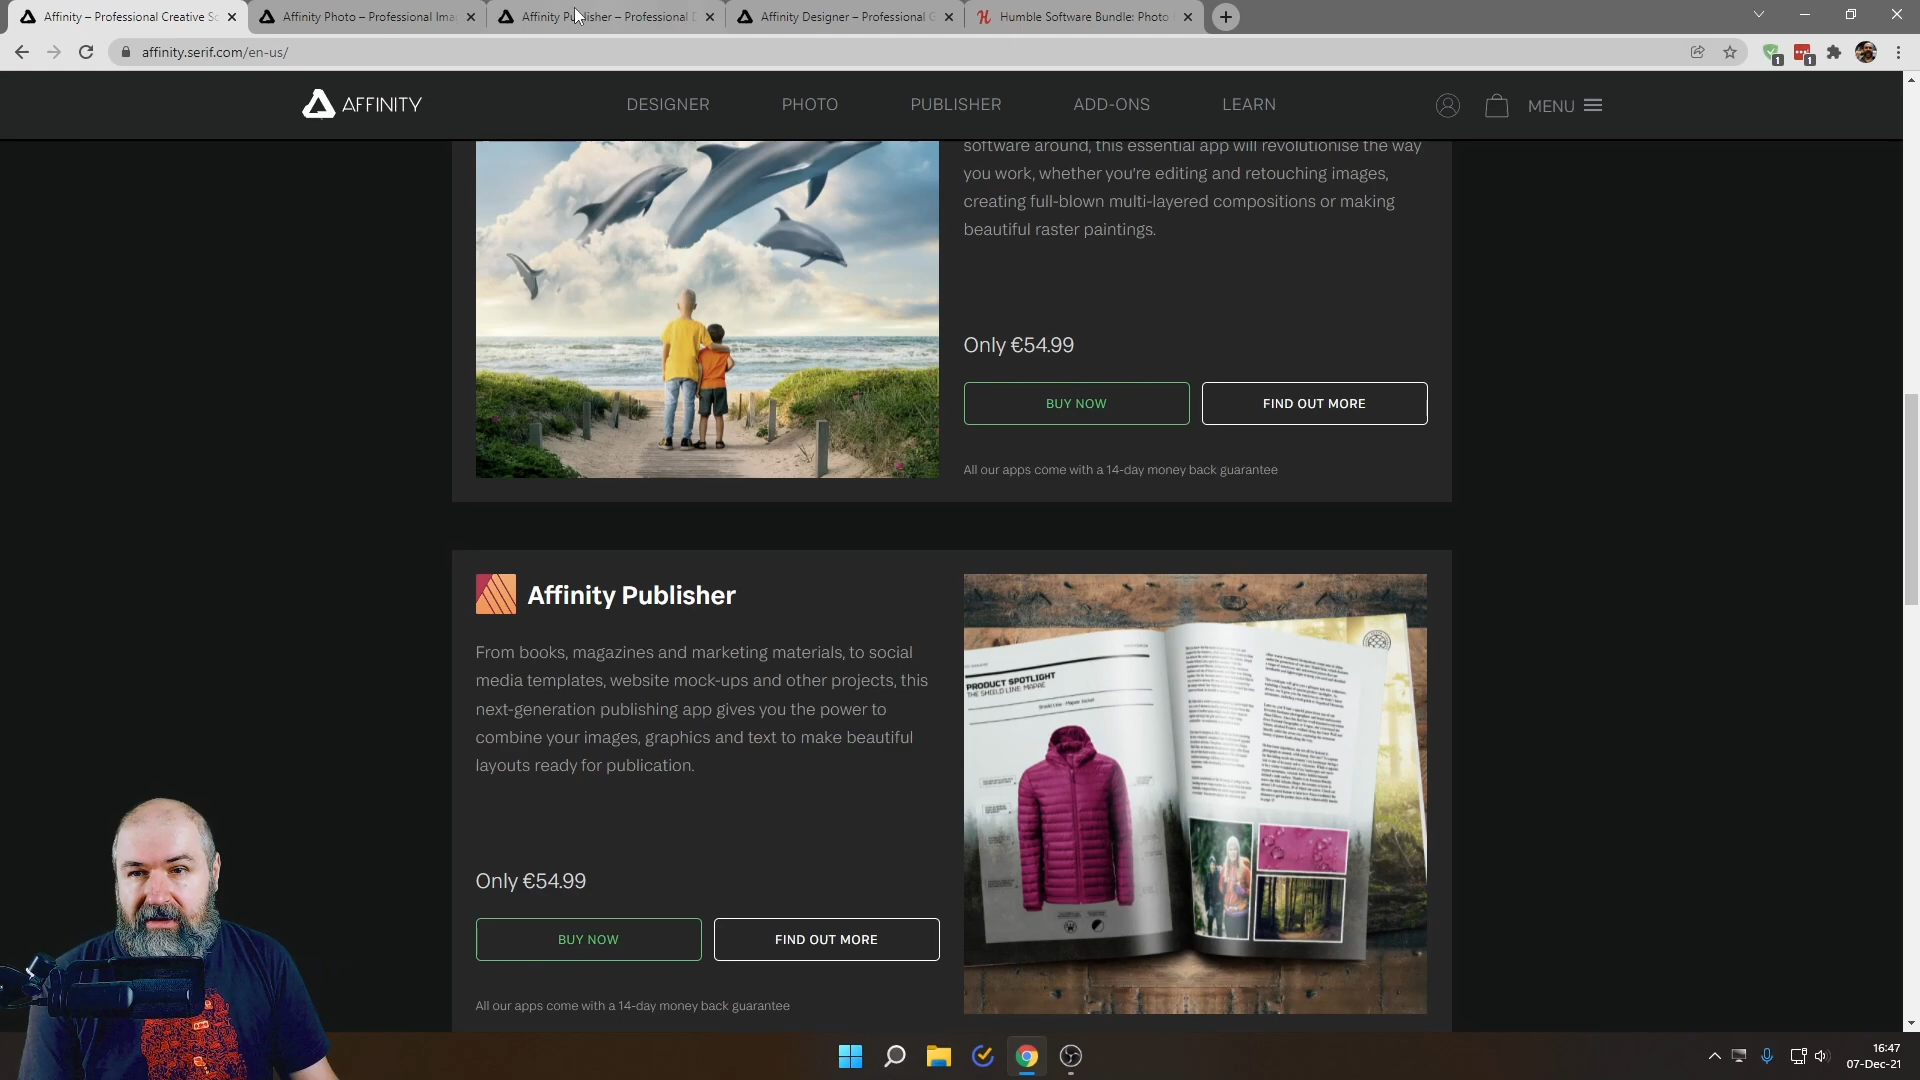 Affinity – Professional Creative So
Affinity Photo – Professional Ima
Affinity Publisher – Professional D
Affinity Designer – Professional G
Humble Software Bundle: Photo
affinity.serif.com/en-us/
1
1
AFFINITY
DESIGNER
PHOTO
PUBLISHER
ADD-ONS
LEARN
MENU
software around, this essential app will revolutionise the way
you work, whether you're editing and retouching images,
creating full-blown multi-layered compositions or making
beautiful raster paintings.
Only €54.99
BUY NOW
FIND OUT MORE
All our apps come with a 14-day money back guarantee
Affinity Publisher
From books, magazines and marketing materials, to social
media templates, website mock-ups and other projects, this
next-generation publishing app gives you the power to
combine your images, graphics and text to make beautiful
layouts ready for publication.
Only €54.99
BUY NOW
FIND OUT MORE
All our apps come with a 14-day money back guarantee
PRODUCT SPOTLIGHT
16:47
07-Dec-21